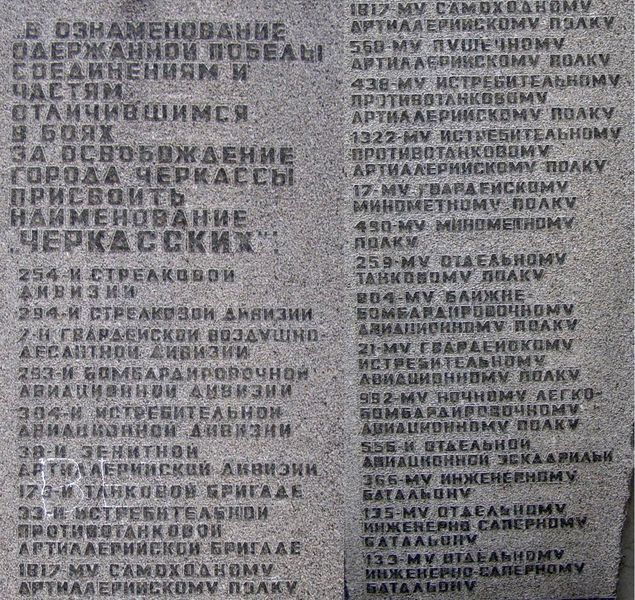 „В ОЗНАМЕНОВАНИЕ
ОДЕРЖАННОЙ ПОБЕДЫ
СОЕДИНЕНИЯМ И
ЧАСТЯМ,
ОТЛИЧИВШИМСЯ
В БОЯХ
ЗА ОСВОБОЖДЕНИЕ
ГОРОДА ЧЕРКАССЫ
ПРИСВОИТЬ
НАИМЕНОВАНИЕ
„ЧЕРКАССКИХ":
254-Й СТРЕЛКОВОЙ
ДИВИЗИИ
294-Й СТРЕЛКОВОЙ ДИВИЗИИ
7-Й ГВАРДЕЙСКОЙ ВОЗДУШНО-
ДЕСАНТНОЙ ДИВИЗИИ
293-Й БОМБАРДИРОРОЧНОЙ
АВИАЦИОННОЙ ДИВИЗИИ
304-Й ИСТРЕБИТЕЛЬНОЙ
АВИАЦИОННОЙ ДИВИЗИИ
38-Й ЗЕНИТНОЙ
АРТИЛЛЕРИЙСКОЙ ДИВИЗИИ
173-Й ТАНКОВОЙ БРИГАДЕ
33-Й ИСТРЕБИТЕЛЬНОЙ
ПРОТИВОТАНКОВОЙ
АРТИЛЛЕРИЙСКОЙ БРИГАДЕ
1817-МУ САМОХОДНОМУ
АРТИЛЛЕРИЙСКОМУ ПОЛКУ
1817-МУ САМОХОДНОМУ
АРТИЛЛЕРИЙСКОМУ ПОЛКУ
560-МУ ПУШЕЧНОМУ
АРТИЛЛЕРИЙСКОМУ ПОЛКУ
438-МУ ИСТРЕБИТЕЛЬНОМУ
ПРОТИВОТАНКОВОМУ
АРТИЛЛЕРИЙСКОМУ ПОЛКУ
1322-МУ ИСТРЕБИТЕЛЬНОМУ
ПРОТИВОТАНКОВОМУ
АРТИЛЛЕРИЙСКОМУ ПОЛКУ
17-МУ ГВАРДЕЙСКОМУ
МИНОМЕТНОМУ ПОЛКУ
490-МУ МИНОМЕТНОМУ
ПОЛКУ
259-МУ ОТДЕЛЬНОМУ
ТАНКОВОМУ ПОЛКУ
804-МУ БЛИЖНЕ-
БОМБАРДИРОВОЧНОМУ
АВИАЦИОННОМУ ПОЛКУ
21-МУ ГВАРДЕЙСКОМУ
ИСТРЕБИТЕЛЬНОМУ
АВИАЦИОННОМУ ПОЛКУ
992-МУ НОЧНОМУ ЛЕГКО-
БОМБАРДИРОВОЧНОМУ
АВИАЦИОННОМУ ПОЛКУ
556-Й ОТДЕЛЬНОЙ
АВИАЦИОННОЙ ЭСКАДРИЛЬИ
366-МУ ИНЖЕНЕРНОМУ
БАТАЛЬОНУ
135-МУ ОТДЕЛЬНОМУ
ИНЖЕНЕРНО-САПЕРНОМУ
БАТАЛЬОНУ
133-МУ ОТДЕЛЬНОМУ
ИНЖЕНЕРНО-САПЕРНОМУ
БАТАЛЬОНУ